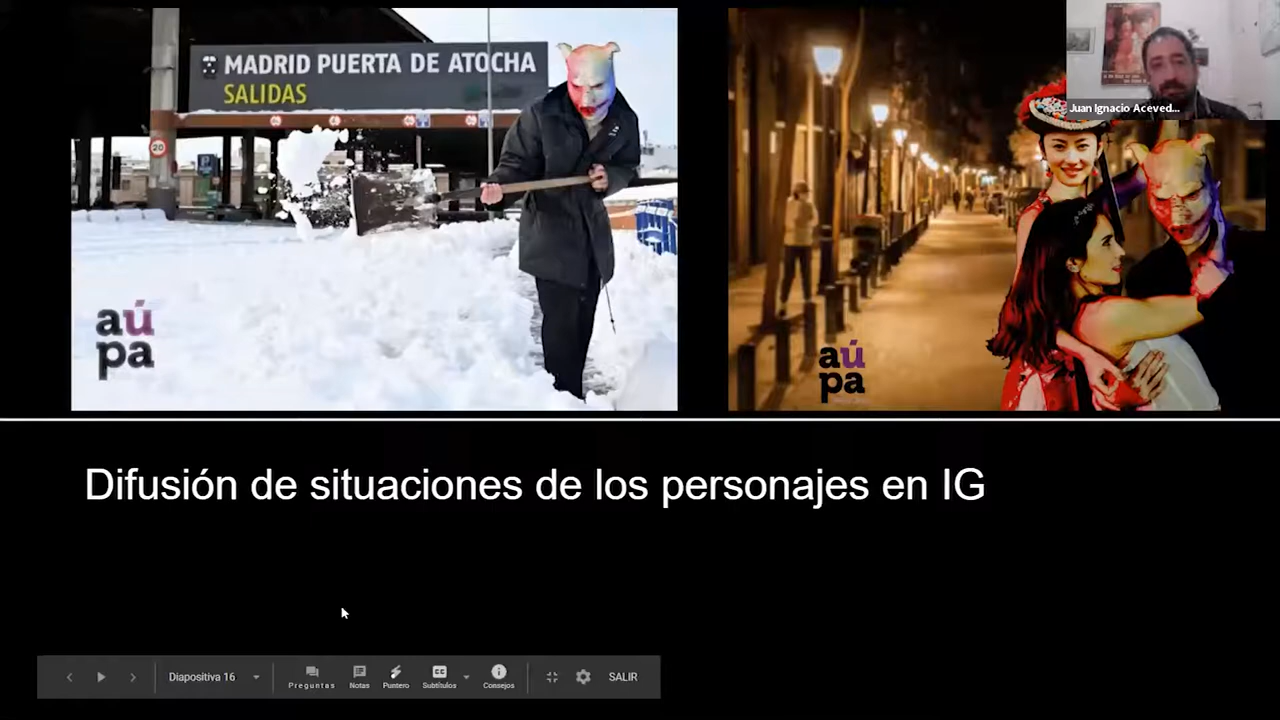 MADRID PUERTA DE ATOCHA
SALIDAS
20
aú
pa
aú
pa
Juan Ignacio Aceved...
Difusión de situaciones de los personajes en IG
Diapositiva 16
Preguntas
Notas
Puntero
CC
Subtítulos
Consejos
SALIR